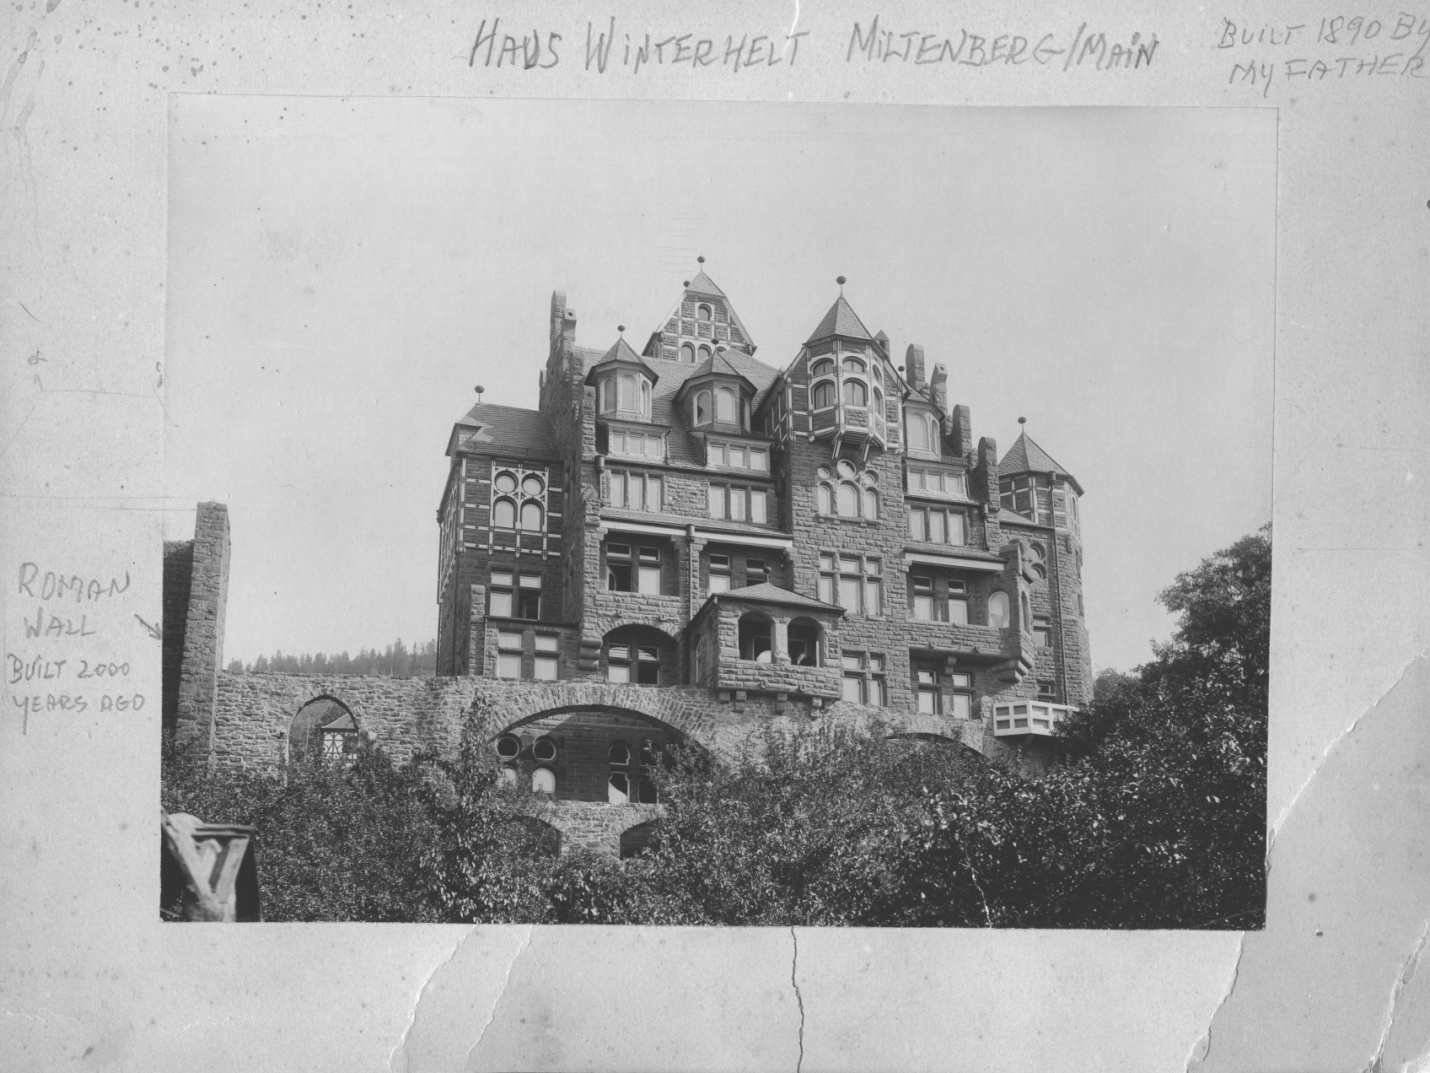 HAUS WINTERHELT MILTENBERG/MAIN
BUILT 1890 BY
MY FATHER
ROMAN
WALL
BUILT 2000
YEARS AGO